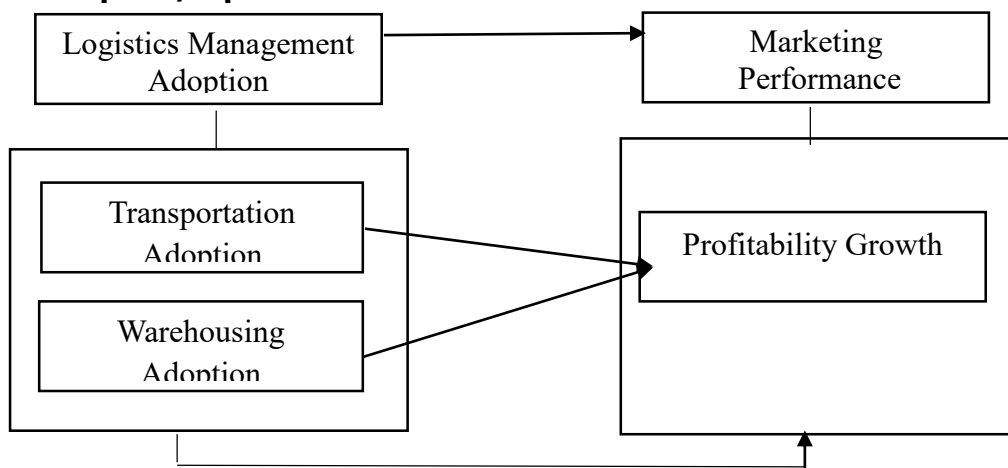 Logistics Management
Adoption
Marketing
Performance
Transportation
Adoption
Profitability Growth
Warehousing
Adoption